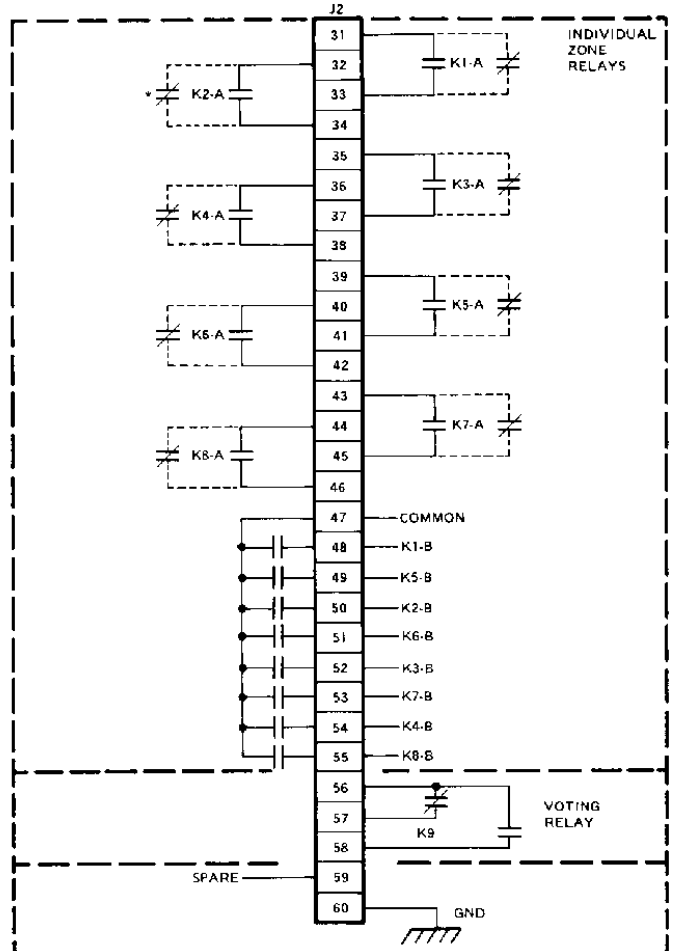 J2
31
INDIVIDUAL
ZONE
RELAYS
32
K1-A
* K2-A
33
34
35
36
K3-A
K4-A
37
38
39
40
K5-A
K6-A
41
42
43
44
K7-A
K8-A
45
46
47 COMMON
48 K1-B
49 K5-B
50 K2-B
51 K6-B
52 K3-B
53 K7-B
54 K4-B
55 K8-B
56
VOTING
RELAY
57
K9
58
SPARE 59
60 GND